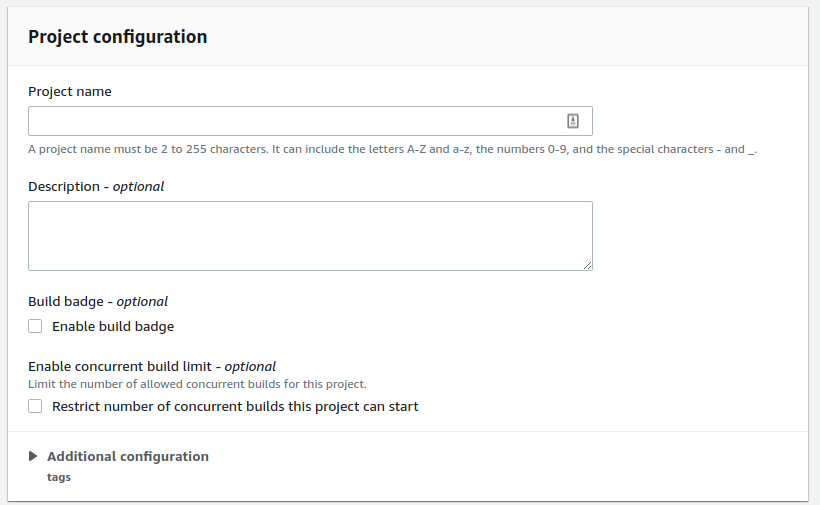 Project configuration
Project name
A project name must be 2 to 255 characters. It can include the letters A-Z and a-z, the numbers 0-9, and the special characters - and _.
Description - optional
Build badge - optional
Enable build badge
Enable concurrent build limit - optional
Limit the number of allowed concurrent builds for this project.
Restrict number of concurrent builds this project can start
Additional configuration
tags